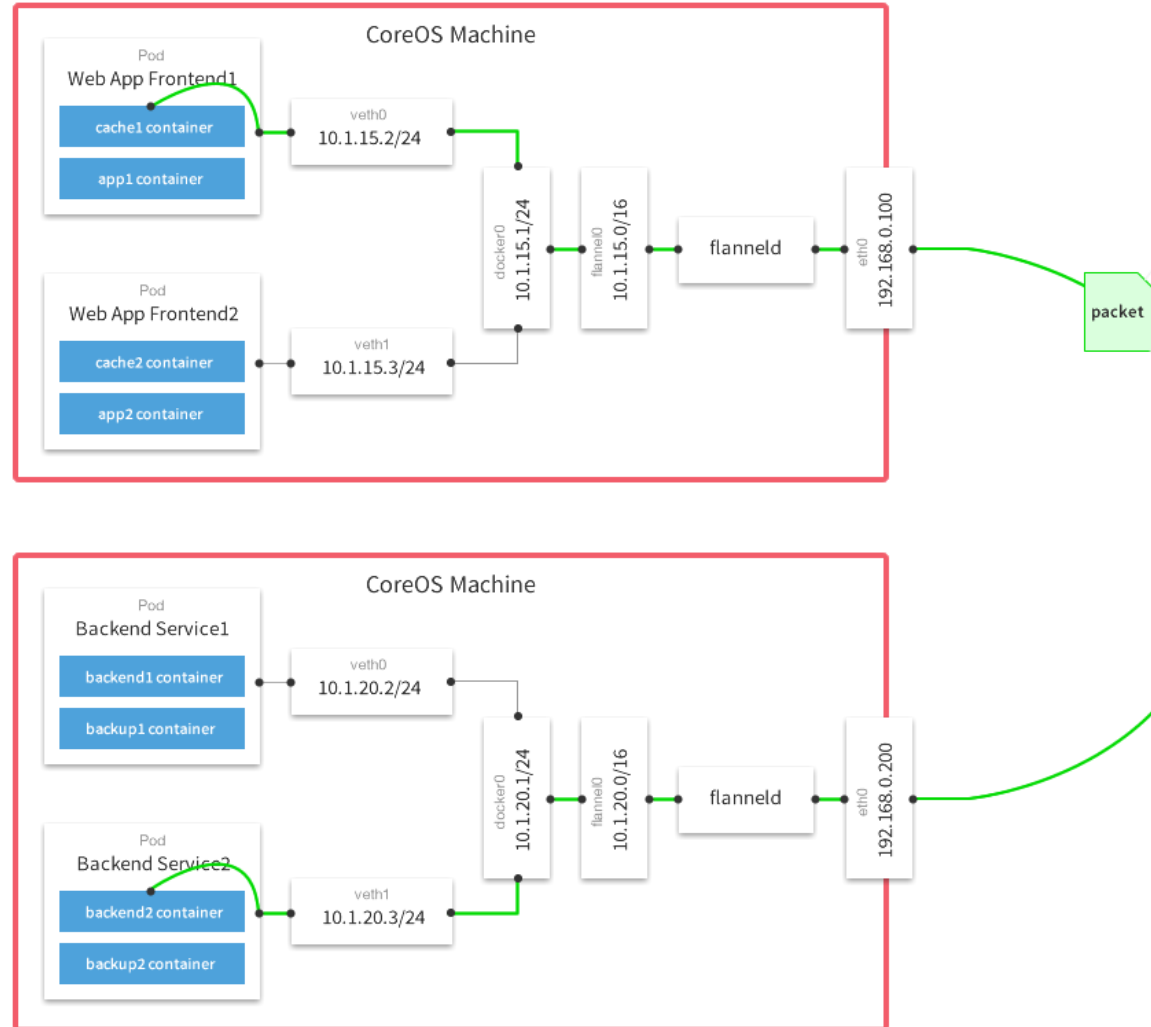 CoreOS Machine
Pod
Web App Frontend1
cache1 container
app1 container
veth0
10.1.15.2/24
Pod
Web App Frontend2
cache2 container
app2 container
veth1
10.1.15.3/24
docker0
10.1.15.1/24
flannel0
10.1.15.0/16
flanneld
eth0
192.168.0.100
packet
CoreOS Machine
Pod
Backend Service1
backend1 container
backup1 container
veth0
10.1.20.2/24
Pod
Backend Service2
backend2 container
backup2 container
veth1
10.1.20.3/24
docker0
10.1.20.1/24
flannel0
10.1.20.0/16
flanneld
eth0
192.168.0.200